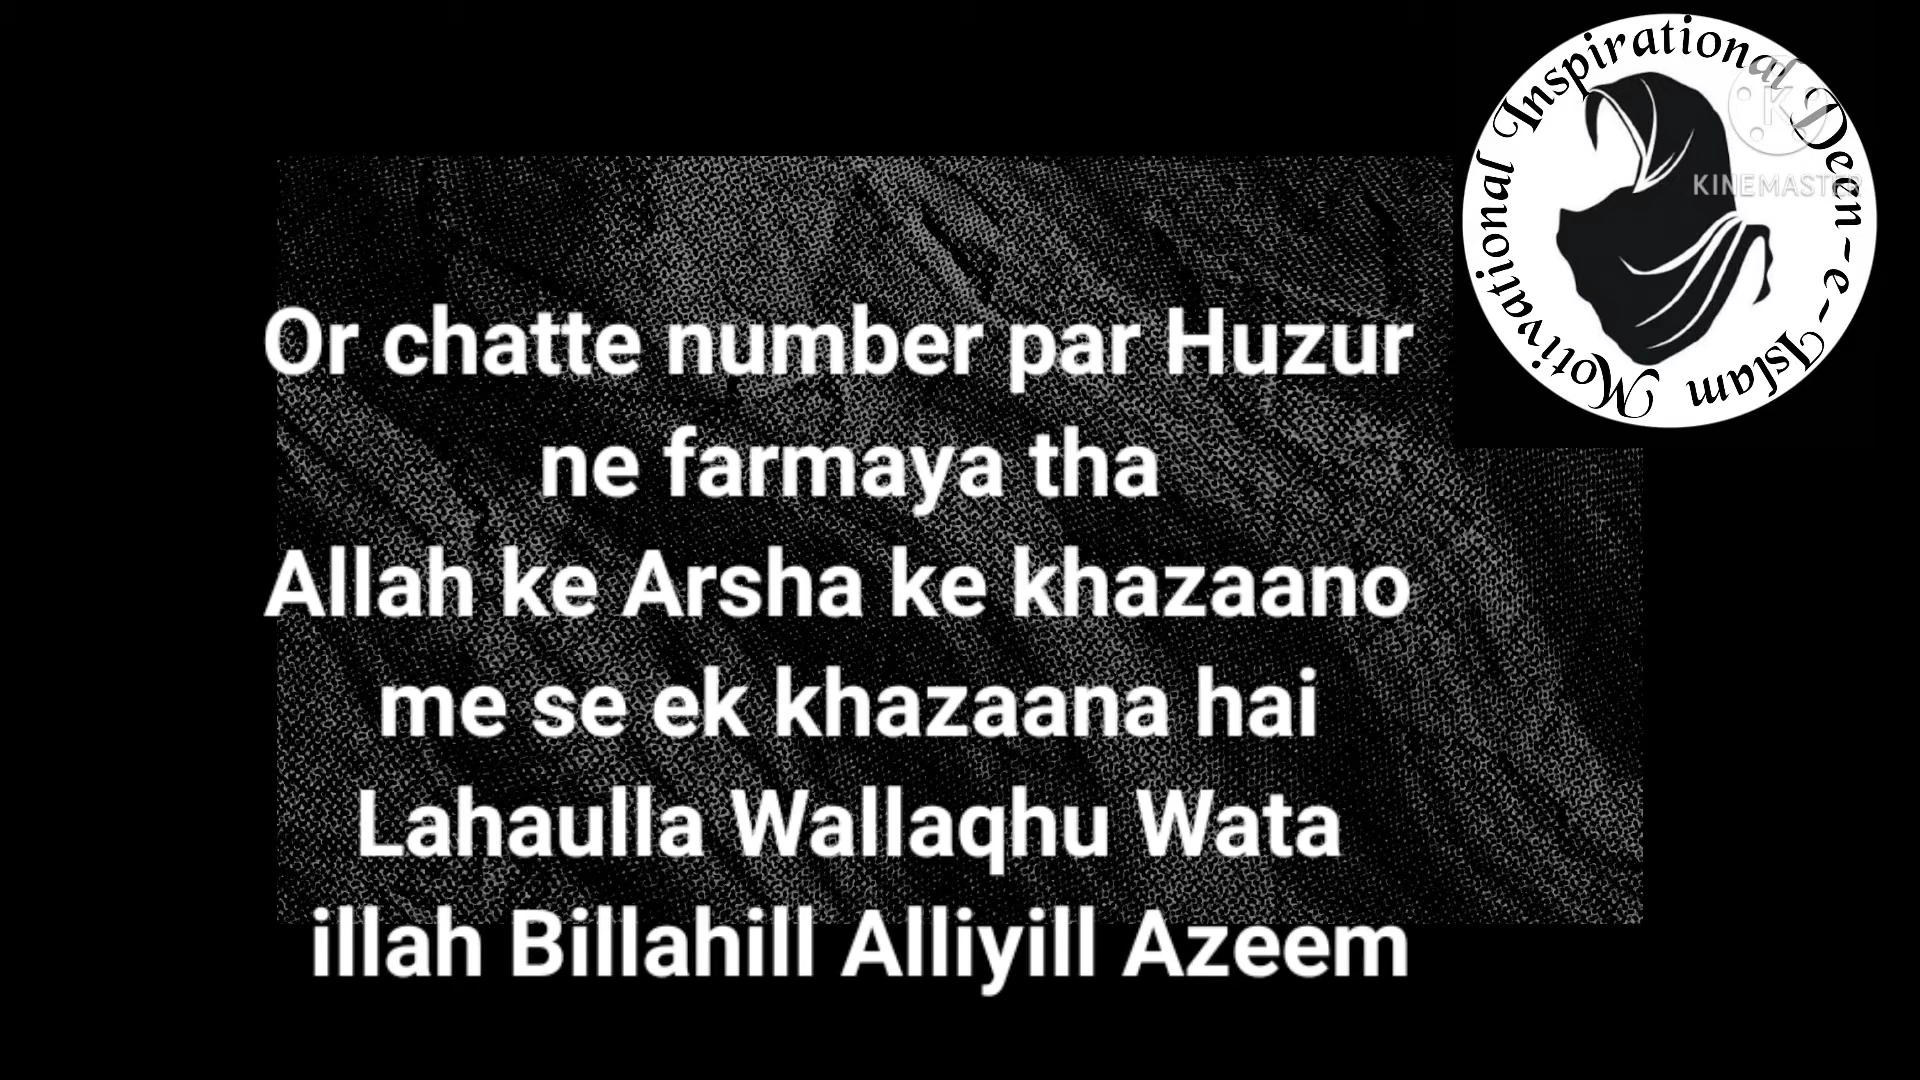 Or chatte number par Huzur
ne farmaya tha
Allah ke Arsha ke khazaano
me se ek khazaana hai
Lahaulla Wallaqhu Wata
illah Billahill Alliyill Azeem
Motivational Inspirational Deen-e-Islam
KINEMASTER